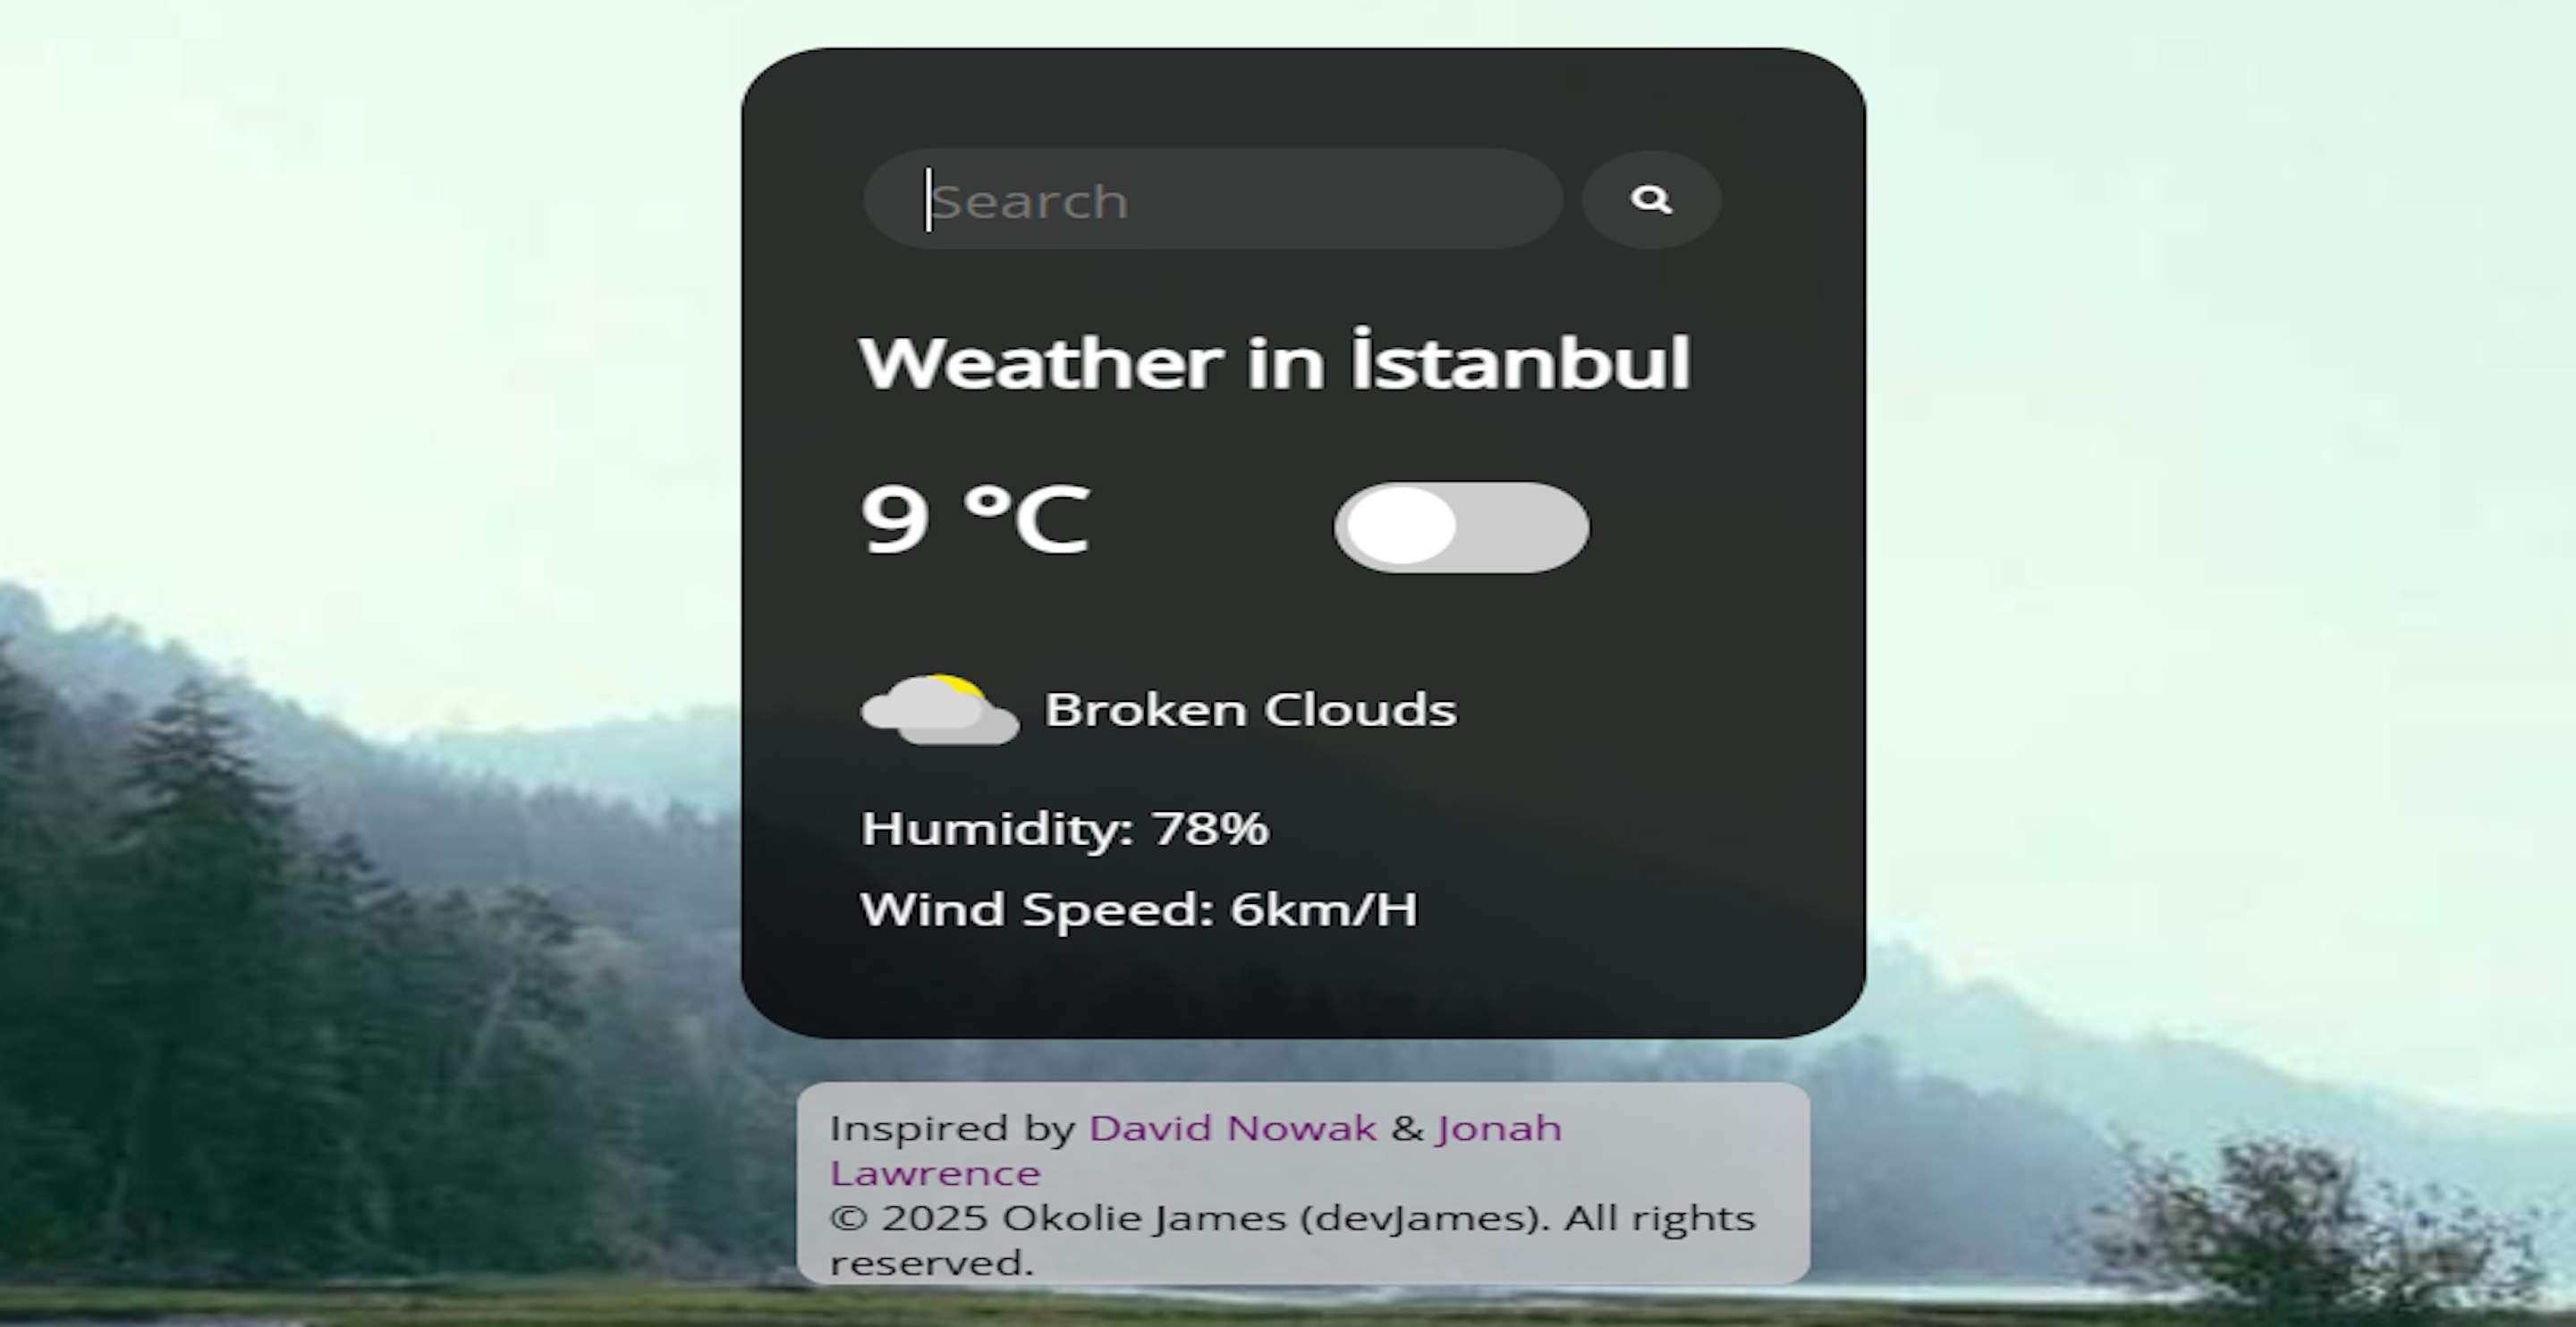 Search
Weather in İstanbul
9 °C
Broken Clouds
Humidity: 78%
Wind Speed: 6km/H
Inspired by David Nowak & Jonah
Lawrence
© 2025 Okolie James (devJames). All rights
reserved.